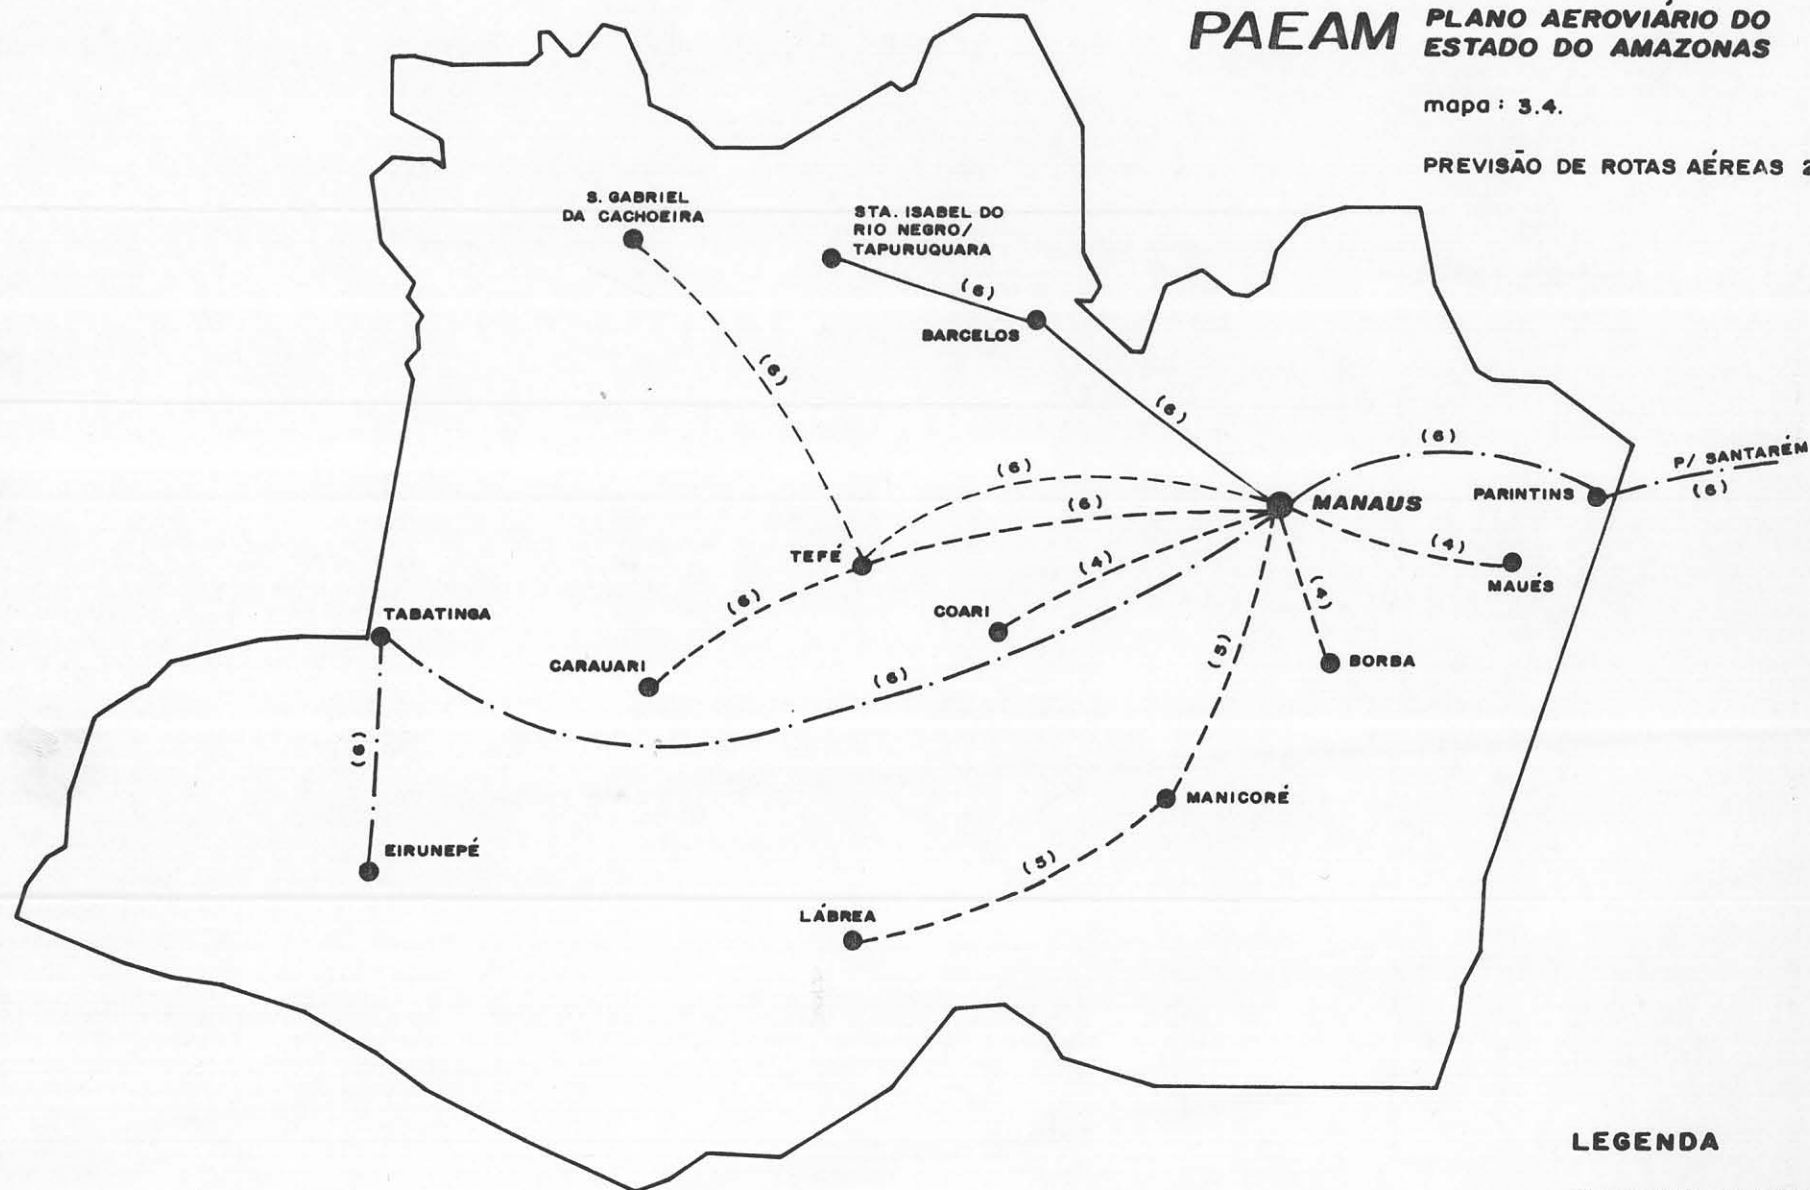 PAEAM
PLANO AEROVIÁRIO DO
ESTADO DO AMAZONAS
mapa: 3.4.
PREVISÃO DE ROTAS AÉREAS 2
S. GABRIEL
DA CACHOEIRA
STA. ISABEL DO
RIO NEGRO/
TAPURUQUARA
(6)
BARCELOS
(6)
(6)
(6)
(6)
P/ SANTARÉM
(6)
PARINTINS
MANAUS
(6)
(4)
MAUÉS
TEFÉ
(4)
(6)
(4)
COARI
TABATINGA
(5)
BORBA
CARAUARI
(6)
(6)
MANICORÉ
EIRUNEPÉ
(5)
LÁBREA
LEGENDA